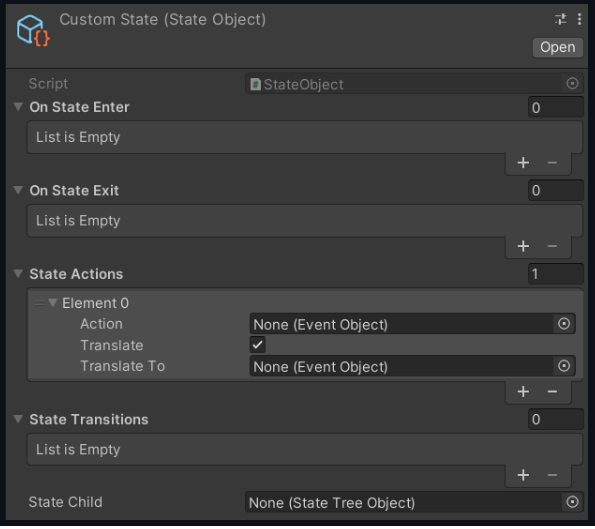 Custom State (State Object)
Open
Script StateObject
On State Enter 0
List is Empty
+ −
On State Exit 0
List is Empty
+ −
State Actions 1
Element 0
Action None (Event Object)
Translate
Translate To None (Event Object)
+ −
State Transitions 0
List is Empty
+ −
State Child None (State Tree Object)